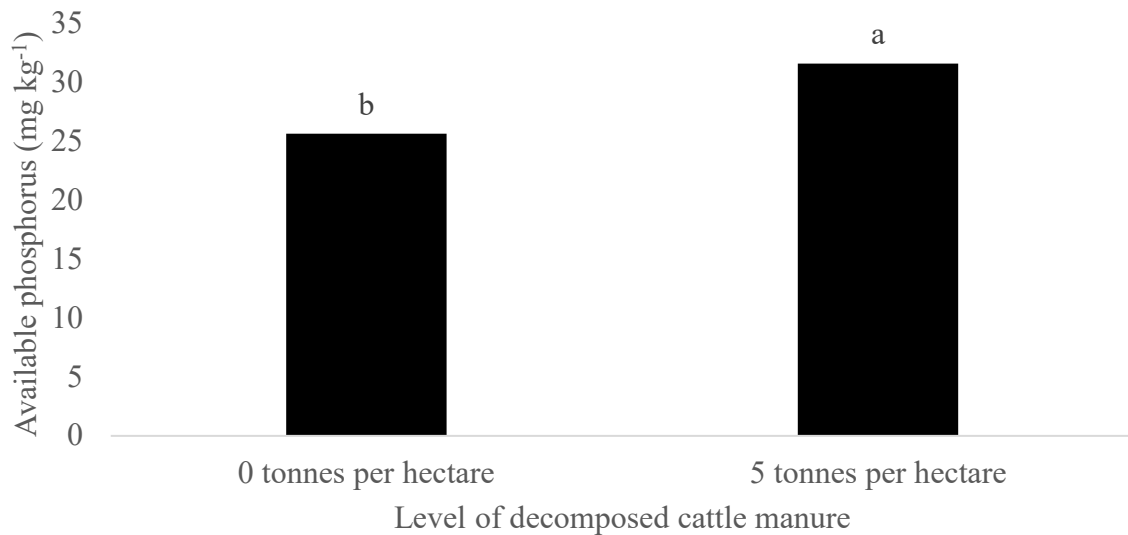 Available phosphorus (mg kg⁻¹)
35
30
25
20
15
10
5
0
b
a
0 tonnes per hectare
5 tonnes per hectare
Level of decomposed cattle manure